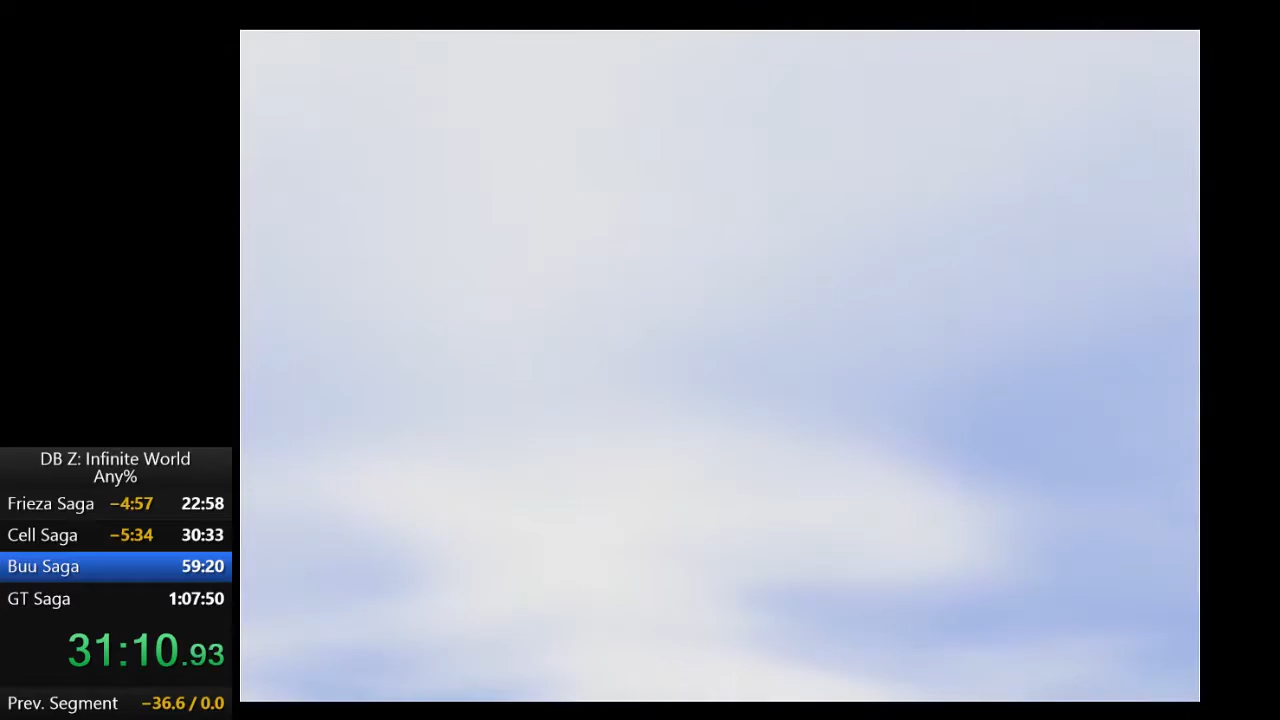 DB Z: Infinite World
Any%
Frieza Saga −4:57 22:58
Cell Saga −5:34 30:33
Buu Saga 59:20
GT Saga 1:07:50
31:10.93
Prev. Segment −36.6 / 0.0